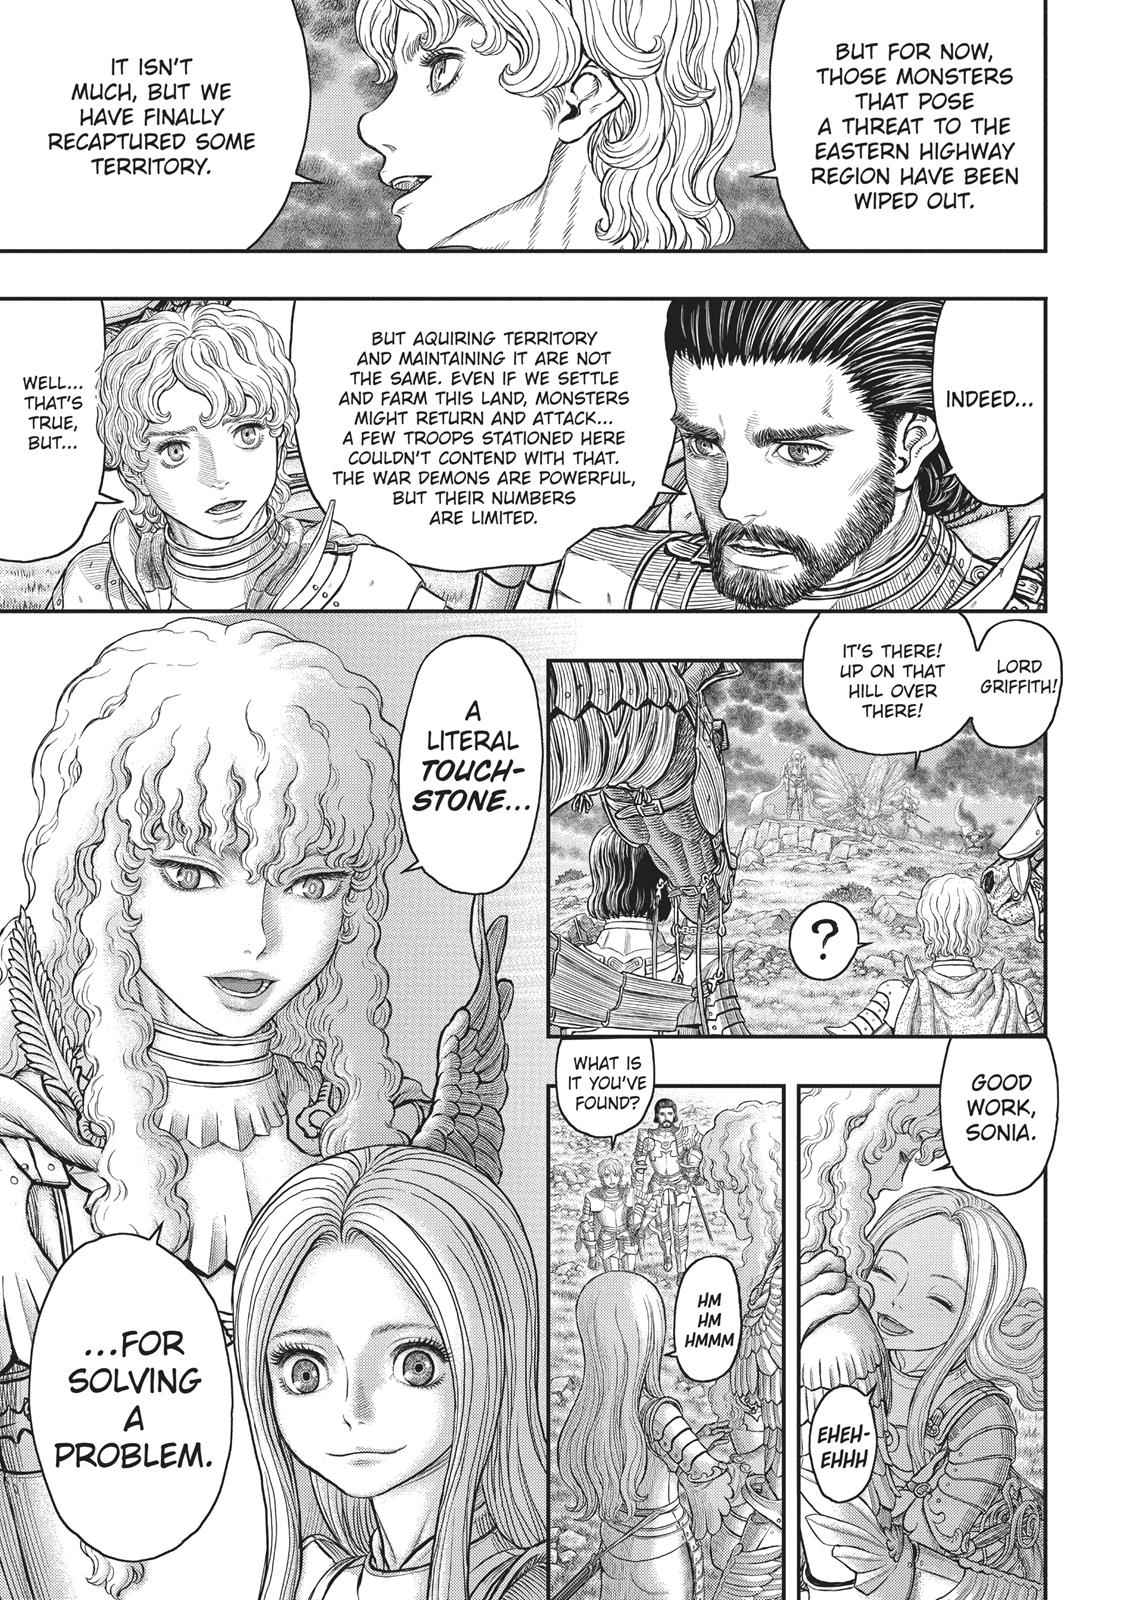 BUT FOR NOW,
THOSE MONSTERS
THAT POSE
A THREAT TO THE
EASTERN HIGHWAY
REGION HAVE BEEN
WIPED OUT.
IT ISN'T
MUCH, BUT WE
HAVE FINALLY
RECAPTURED SOME
TERRITORY.
INDEED...
BUT AQUIRING TERRITORY
AND MAINTAINING IT ARE NOT
THE SAME. EVEN IF WE SETTLE
AND FARM THIS LAND, MONSTERS
MIGHT RETURN AND ATTACK...
A FEW TROOPS STATIONED HERE
COULDN'T CONTEND WITH THAT.
THE WAR DEMONS ARE POWERFUL,
BUT THEIR NUMBERS
ARE LIMITED.
WELL...
THAT'S
TRUE,
BUT...
LORD
GRIFFITH!
IT'S THERE!
UP ON THAT
HILL OVER
THERE!
?
GOOD
WORK,
SONIA.
EHEH-
EHHH
WHAT IS
IT YOU'VE
FOUND?
HM
HM
HMMM
A
LITERAL
TOUCH-
STONE...
...FOR
SOLVING
A
PROBLEM.